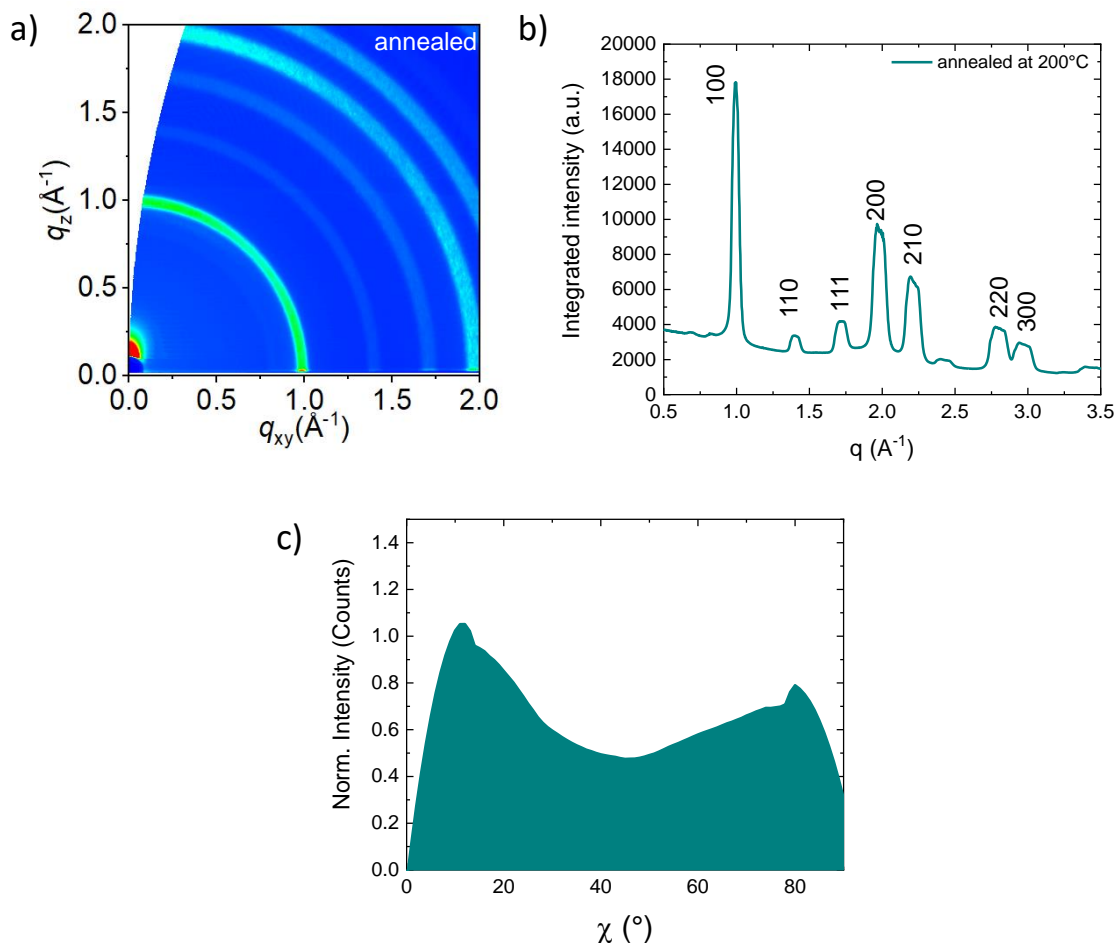 a)
annealed
2.0
1.5
1.0
0.5
0.0
qz(Å-1)
0.0 0.5 1.0 1.5 2.0
qxy(Å-1)
b)
20000
18000
16000
14000
12000
10000
8000
6000
4000
2000
0
Integrated intensity (a.u.)
annealed at 200°C
100
110
111
200
210
220
300
0.5 1.0 1.5 2.0 2.5 3.0 3.5
q (A-1)
c)
1.4
1.2
1.0
0.8
0.6
0.4
0.2
0.0
Norm. Intensity (Counts)
0 20 40 60 80
χ (°)